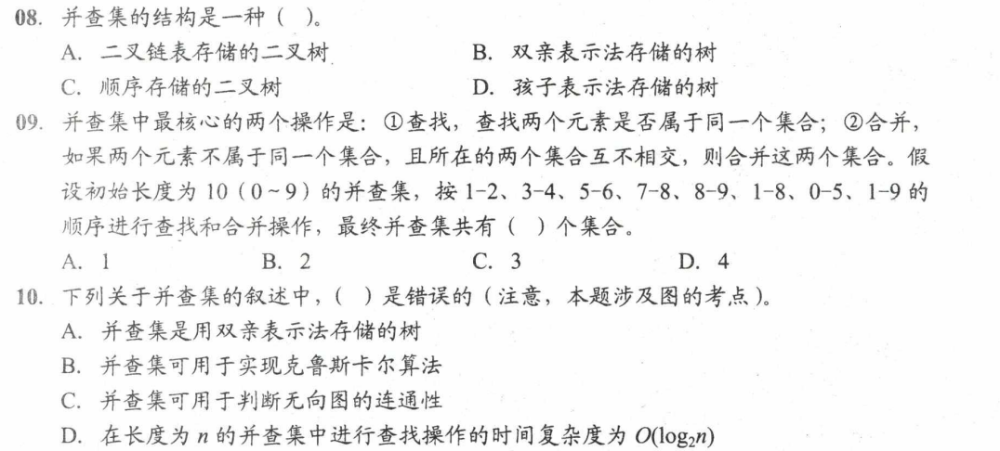 08. 并查集的结构是一种（ ）。
A. 二叉链表存储的二叉树 B. 双亲表示法存储的树
C. 顺序存储的二叉树 D. 孩子表示法存储的树
09. 并查集中最核心的两个操作是：①查找，查找两个元素是否属于同一个集合；②合并，
如果两个元素不属于同一个集合，且所在的两个集合互不相交，则合并这两个集合。假
设初始长度为 10（0~9）的并查集，按 1-2、3-4、5-6、7-8、8-9、1-8、0-5、1-9 的
顺序进行查找和合并操作，最终并查集共有（ ）个集合。
A. 1 B. 2 C. 3 D. 4
10. 下列关于并查集的叙述中，（ ）是错误的（注意，本题涉及图的考点）。
A. 并查集是用双亲表示法存储的树
B. 并查集可用于实现克鲁斯卡尔算法
C. 并查集可用于判断无向图的连通性
D. 在长度为 n 的并查集中进行查找操作的时间复杂度为 O(log₂n)